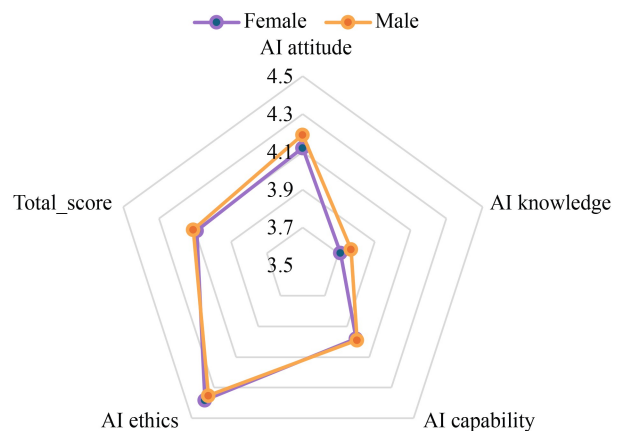 Female Male
AI attitude
4.5
4.3
4.1
3.9
3.7
3.5
Total_score
AI knowledge
AI ethics
AI capability